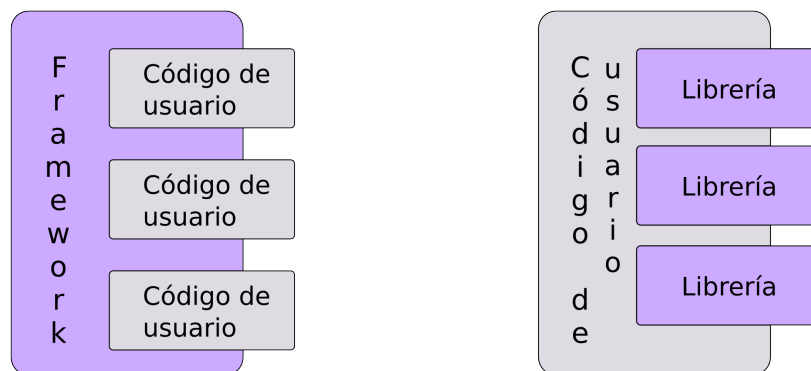 Framework
Código de
usuario
Código de
usuario
Código de
usuario
Código de
usuario
Librería
Librería
Librería